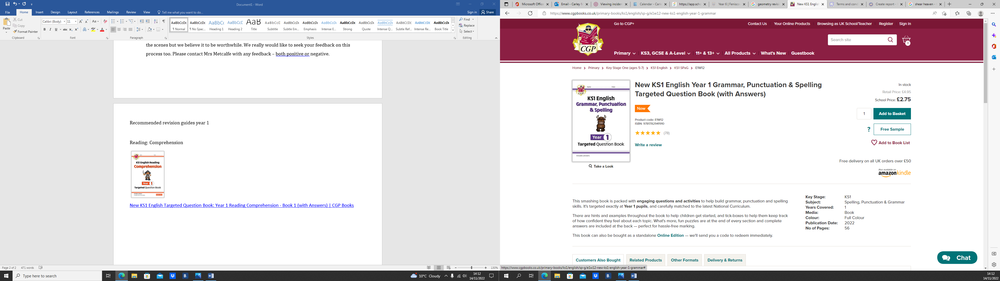 Document1 - Word
File Home Insert Design Layout References Mailings Review View Tell me what you want to do... Sign in Share
Paste Cut Copy Format Painter
Calibri (Body) 11
AaBbCcDc AaBbCcDc AaBbCc AaBbCcE AaB AaBbCcC AaBbCcDc AaBbCcDc AaBbCcDc AaBbCcDc AaBbCcDc AaBbCcDc AABBCCDC AABBCCDC AaBbCcDc
¶ Normal ¶ No Spac... Heading 1 Heading 2 Title Subtitle Subtle Em... Emphasis Intense E... Strong Quote Intense Q... Subtle Ref... Intense Re... Book Title
Find
Replace
Select
Clipboard Font Paragraph Styles Editing
the scenes but we believe it to be worthwhile. We really would like to seek your feedback on this
process too. Please contact Mrs Metcalfe with any feedback – both positive or negative.
Recommended revision guides year 1
Reading: Comprehension
CGP
KS1 English Reading
Comprehension
Year 1
Targeted Question Book
New KS1 English Targeted Question Book: Year 1 Reading Comprehension - Book 1 (with Answers) | CGP Books
Page 2 of 2 471 words 130%
Type here to search
10°C Cloudy
14:12
14/11/2022
Microsoft Office Email - Carley M Viewing inciden Calendar - Carle https://app.scho Year 6 | Fenisco geometry revisi New KS1 Englis Terms and cond Create report - shear heaven -
https://www.cgpbooks.co.uk/primary-books/ks1/english/sp-g/e1w12-new-ks1-english-year-1-grammar
Go to CGP+ Contact Us Your Online Products Browsing as UK School/Teacher Register Sign In
CGP
Search site
0
Primary KS3, GCSE & A-Level 11+ & 13+ All Products What's New Guestbook
Home Primary Key Stage One (ages 5-7) KS1 English KS1 SPaG E1W12
CGP
KS1 English
Grammar, Punctuation
& Spelling
Year 1
Targeted Question Book
Includes answers
Take a Look
New KS1 English Year 1 Grammar, Punctuation & Spelling
Targeted Question Book (with Answers)
New
Product code: E1W12
ISBN: 9781782941910
(78)
Write a review
In stock
Retail Price: £4.95
School Price: £2.75
1 Add to Basket
? Free Sample
Add to Book List
Free delivery on all UK orders over £50
Also available on
amazonkindle
This smashing book is packed with engaging questions and activities to help build grammar, punctuation and spelling
skills. It's targeted exactly at Year 1 pupils, and carefully matched to the latest National Curriculum.
There are hints and examples throughout the book to help children get started, and tick-boxes to help them keep track
of how confident they feel about each topic. What's more, fun puzzles are at the end of every section and complete
answers are included at the back — perfect for hassle-free marking.
This book can also be bought as a standalone Online Edition — we'll send you a code to redeem immediately.
Key Stage: KS1
Subject: Spelling, Punctuation & Grammar
Years Covered: 1
Media: Book
Colour: Full Colour
Publication Date: 2022
No of Pages: 56
Customers Also Bought Related Products Other Formats Delivery & Returns
Chat
https://www.cgpbooks.co.uk/primary-books/ks1/english/sp-g/e1w12-new-ks1-english-year-1-grammar#
14:12
14/11/2022